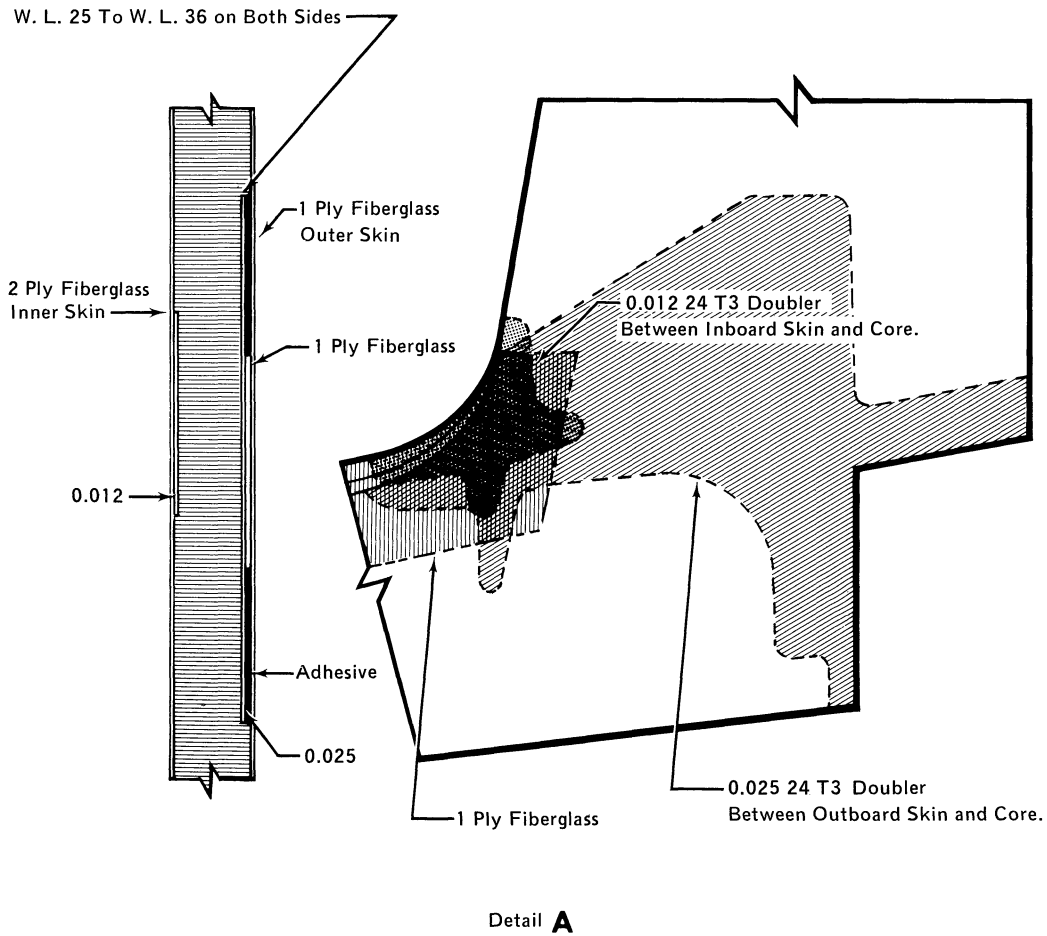 W. L. 25 To W. L. 36 on Both Sides
1 Ply Fiberglass
Outer Skin
2 Ply Fiberglass
Inner Skin
0.012 24 T3 Doubler
Between Inboard Skin and Core.
1 Ply Fiberglass
0.012
Adhesive
0.025
0.025 24 T3 Doubler
Between Outboard Skin and Core.
1 Ply Fiberglass
Detail A